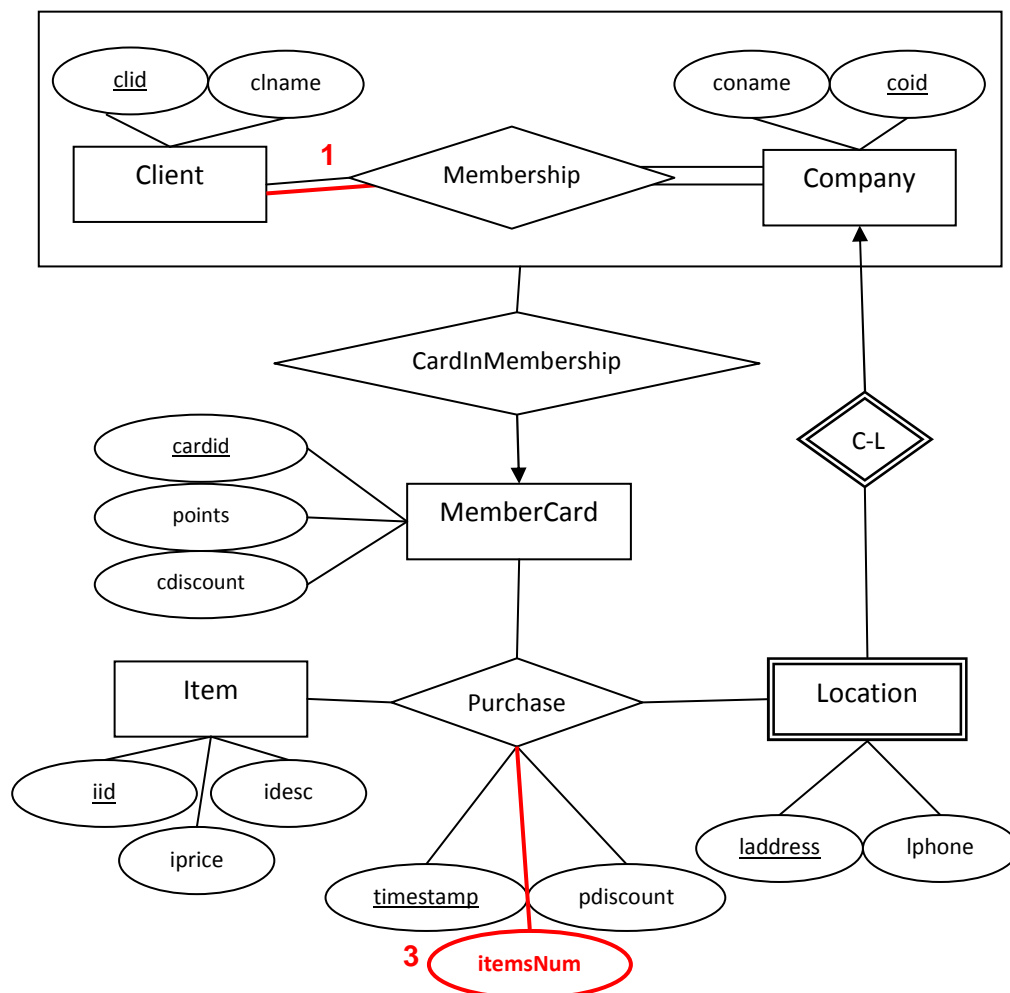 clid
clname
coname
coid
1
Client
Membership
Company
CardInMembership
cardid
C-L
points
MemberCard
cdiscount
Item
Purchase
Location
iid
idesc
iprice
laddress
lphone
timestamp
pdiscount
3
itemsNum